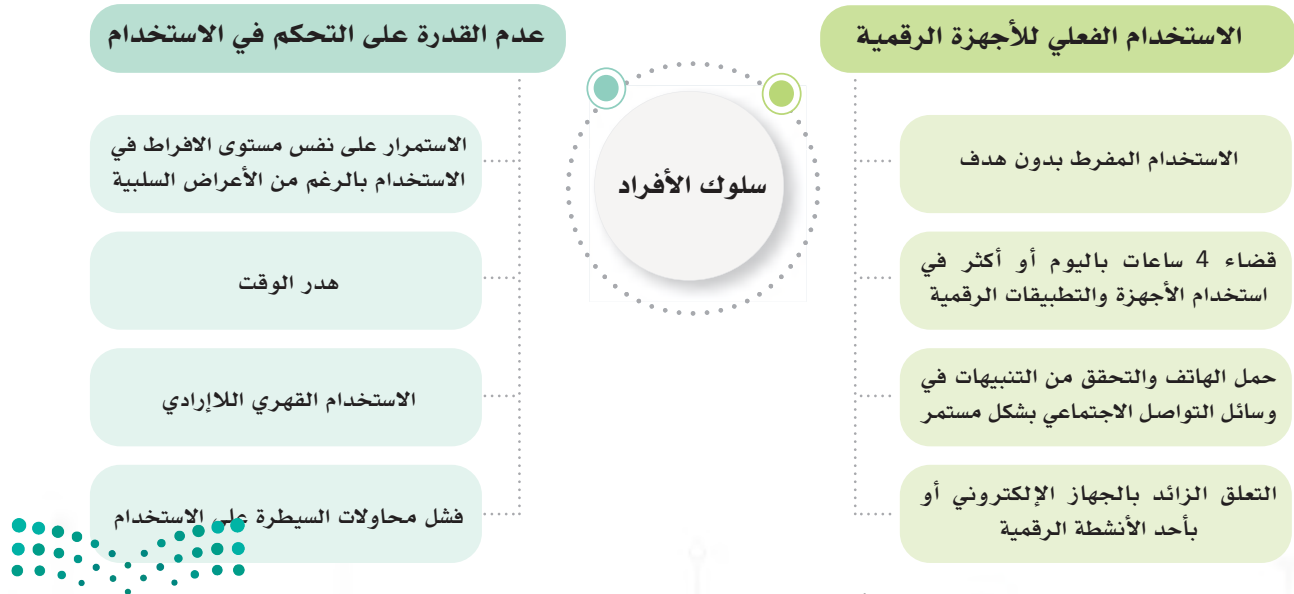 الاستخدام الفعلي للأجهزة الرقمية
الاستخدام المفرط بدون هدف
قضاء 4 ساعات باليوم أو أكثر في
استخدام الأجهزة والتطبيقات الرقمية
حمل الهاتف والتحقق من التنبيهات في
وسائل التواصل الاجتماعي بشكل مستمر
التعلق الزائد بالجهاز الإلكتروني أو
بأحد الأنشطة الرقمية
سلوك الأفراد
عدم القدرة على التحكم في الاستخدام
الاستمرار على نفس مستوى الافراط في
الاستخدام بالرغم من الأعراض السلبية
هدر الوقت
الاستخدام القهري اللاإرادي
فشل محاولات السيطرة على الاستخدام